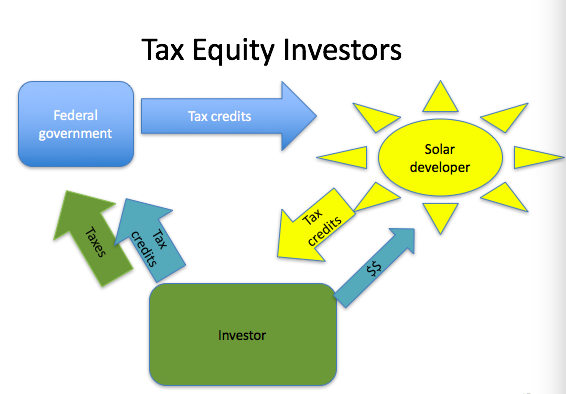 Tax Equity Investors
Federal
government
Tax credits
Solar
developer
Taxes
Tax
credits
Tax
credits
$$
Investor